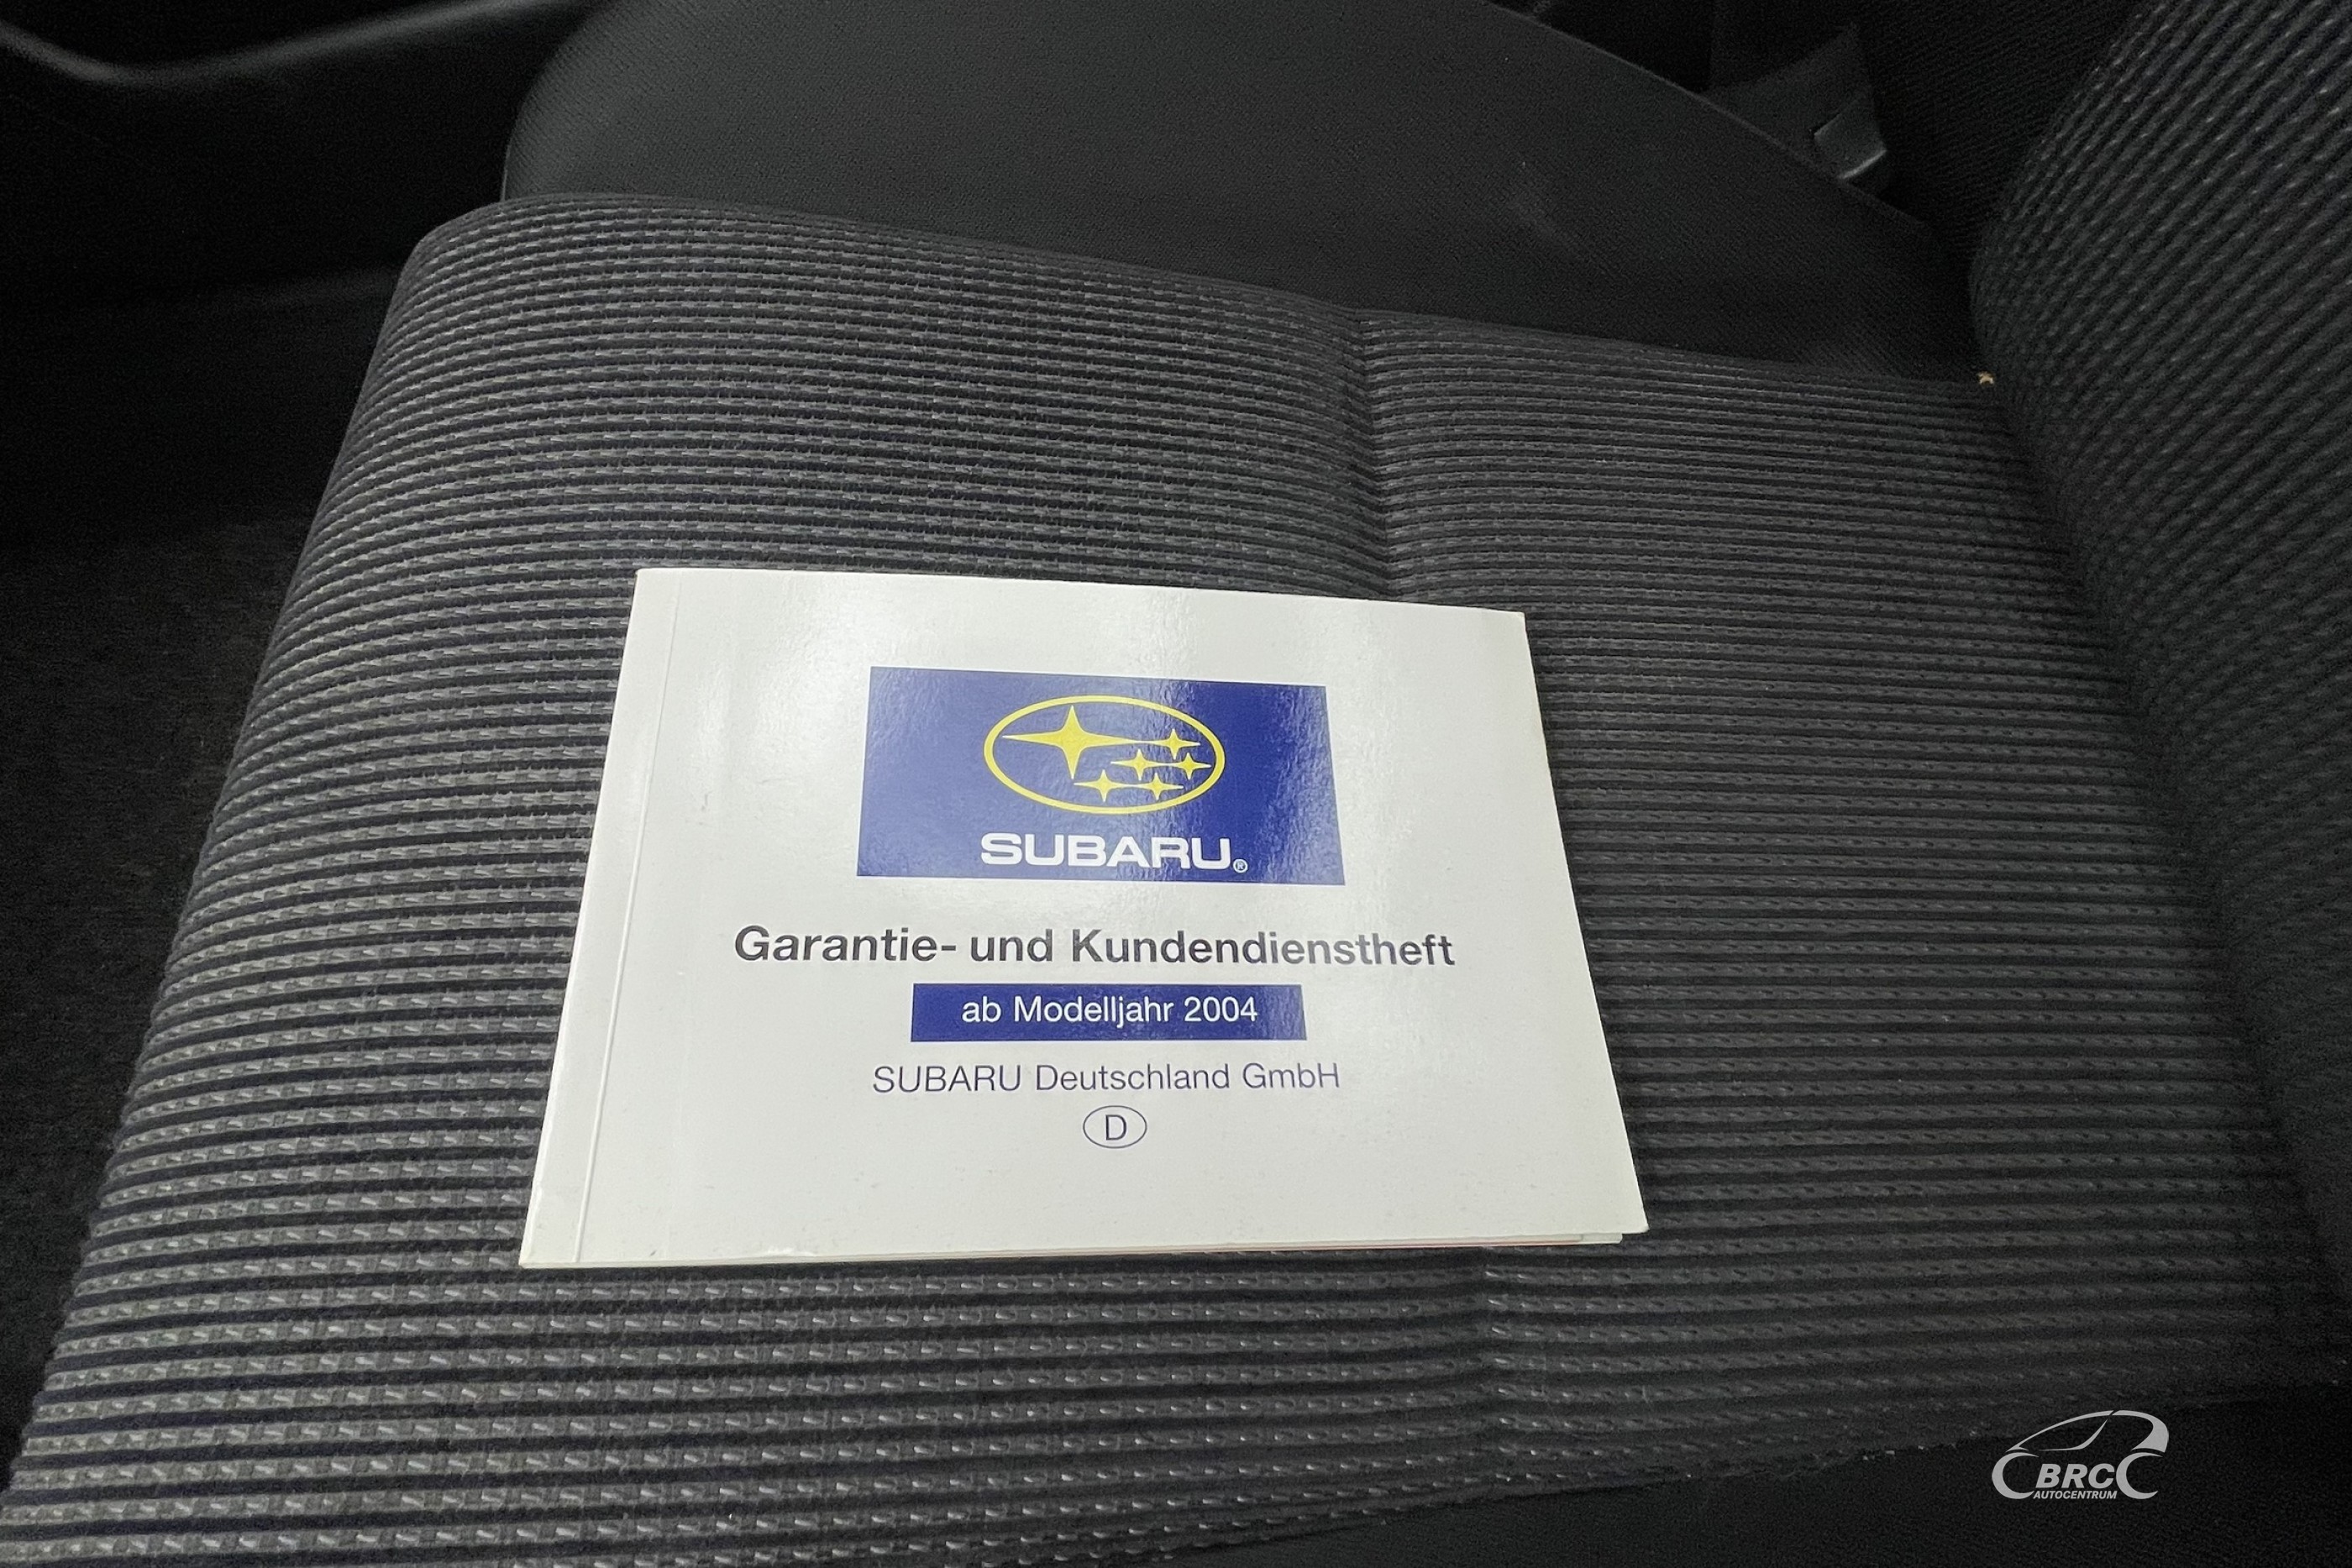 SUBARU®
Garantie- und Kundendienstheft
ab Modelljahr 2004
SUBARU Deutschland GmbH
D
BRC
AUTOCENTRUM